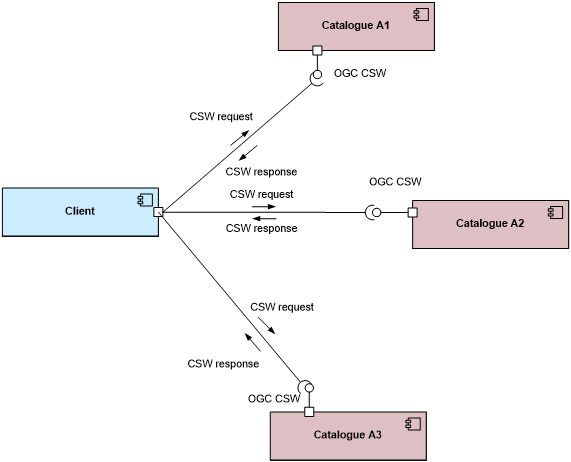 Catalogue A1
OGC CSW
CSW request
CSW response
OGC CSW
CSW request
Client
Catalogue A2
CSW response
CSW request
CSW response
OGC CSW
Catalogue A3